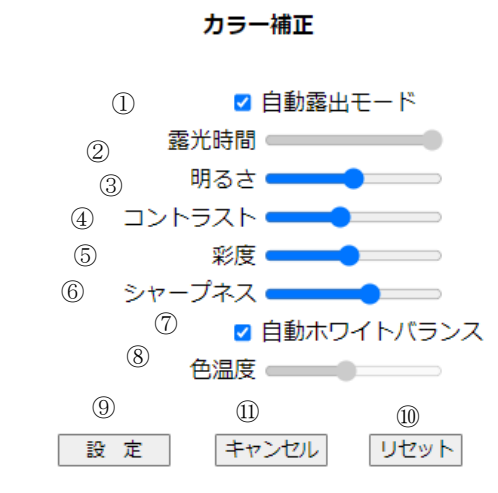 カラー補正
① 自動露出モード
② 露光時間
③ 明るさ
④ コントラスト
⑤ 彩度
⑥ シャープネス
⑦ 自動ホワイトバランス
⑧ 色温度
⑨ ⑪ ⑩
設 定 キャンセル リセット